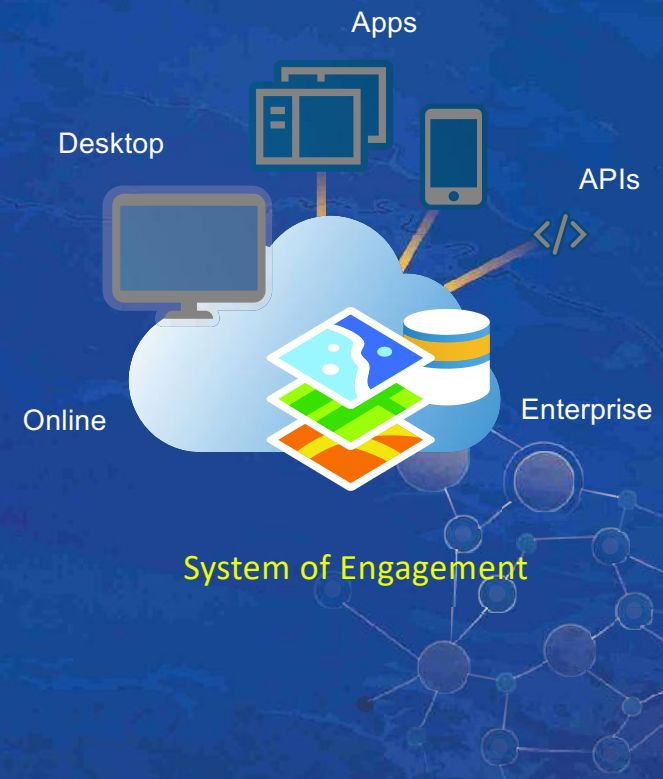 Apps
Desktop
APIs
</>
Online
Enterprise
System of Engagement